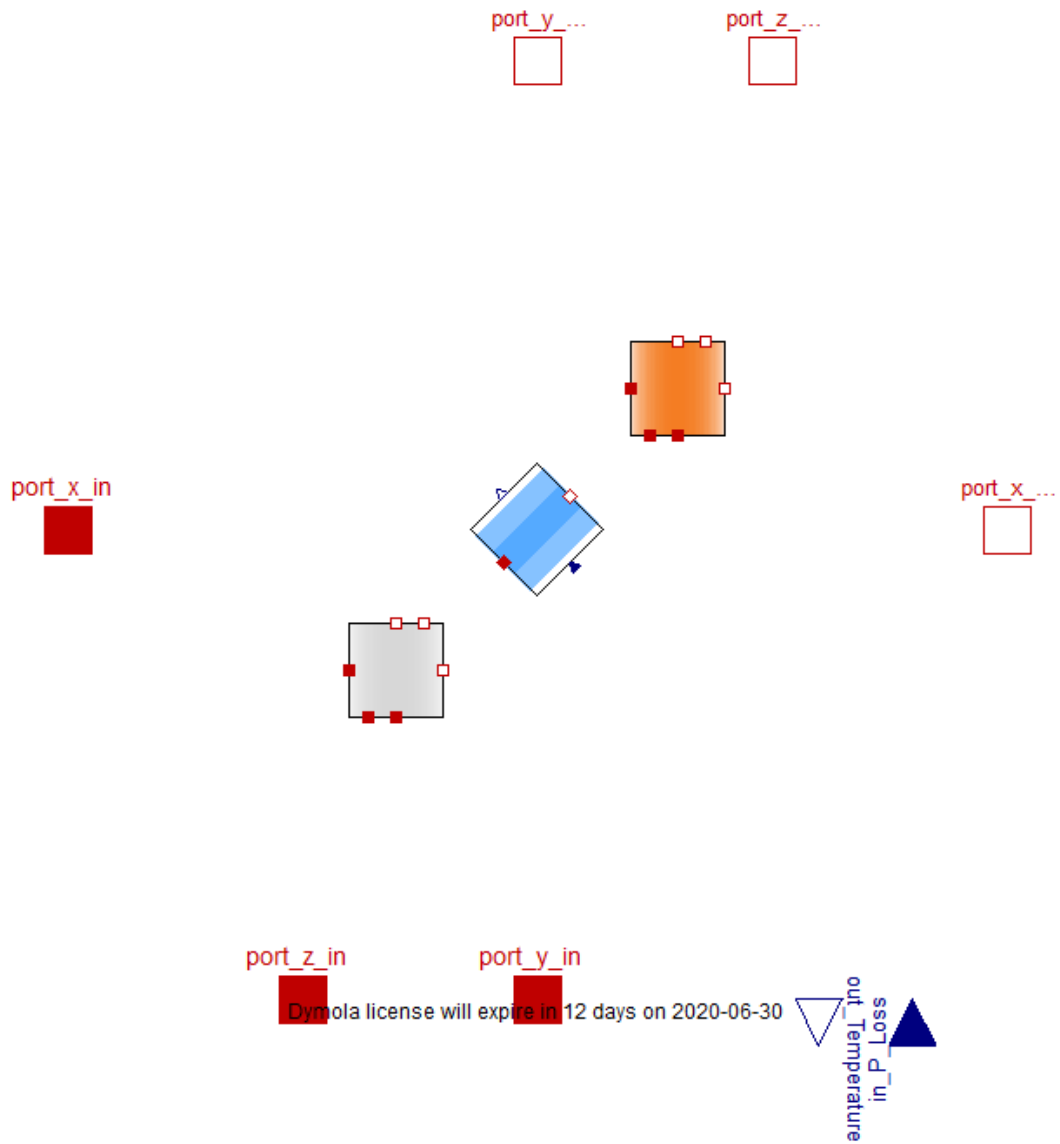 port_y_...
port_z_...
port_x_in
port_x_...
port_z_in
port_y_in
Dymola license will expire in 12 days on 2020-06-30
out_Temperature
in_P_Loss